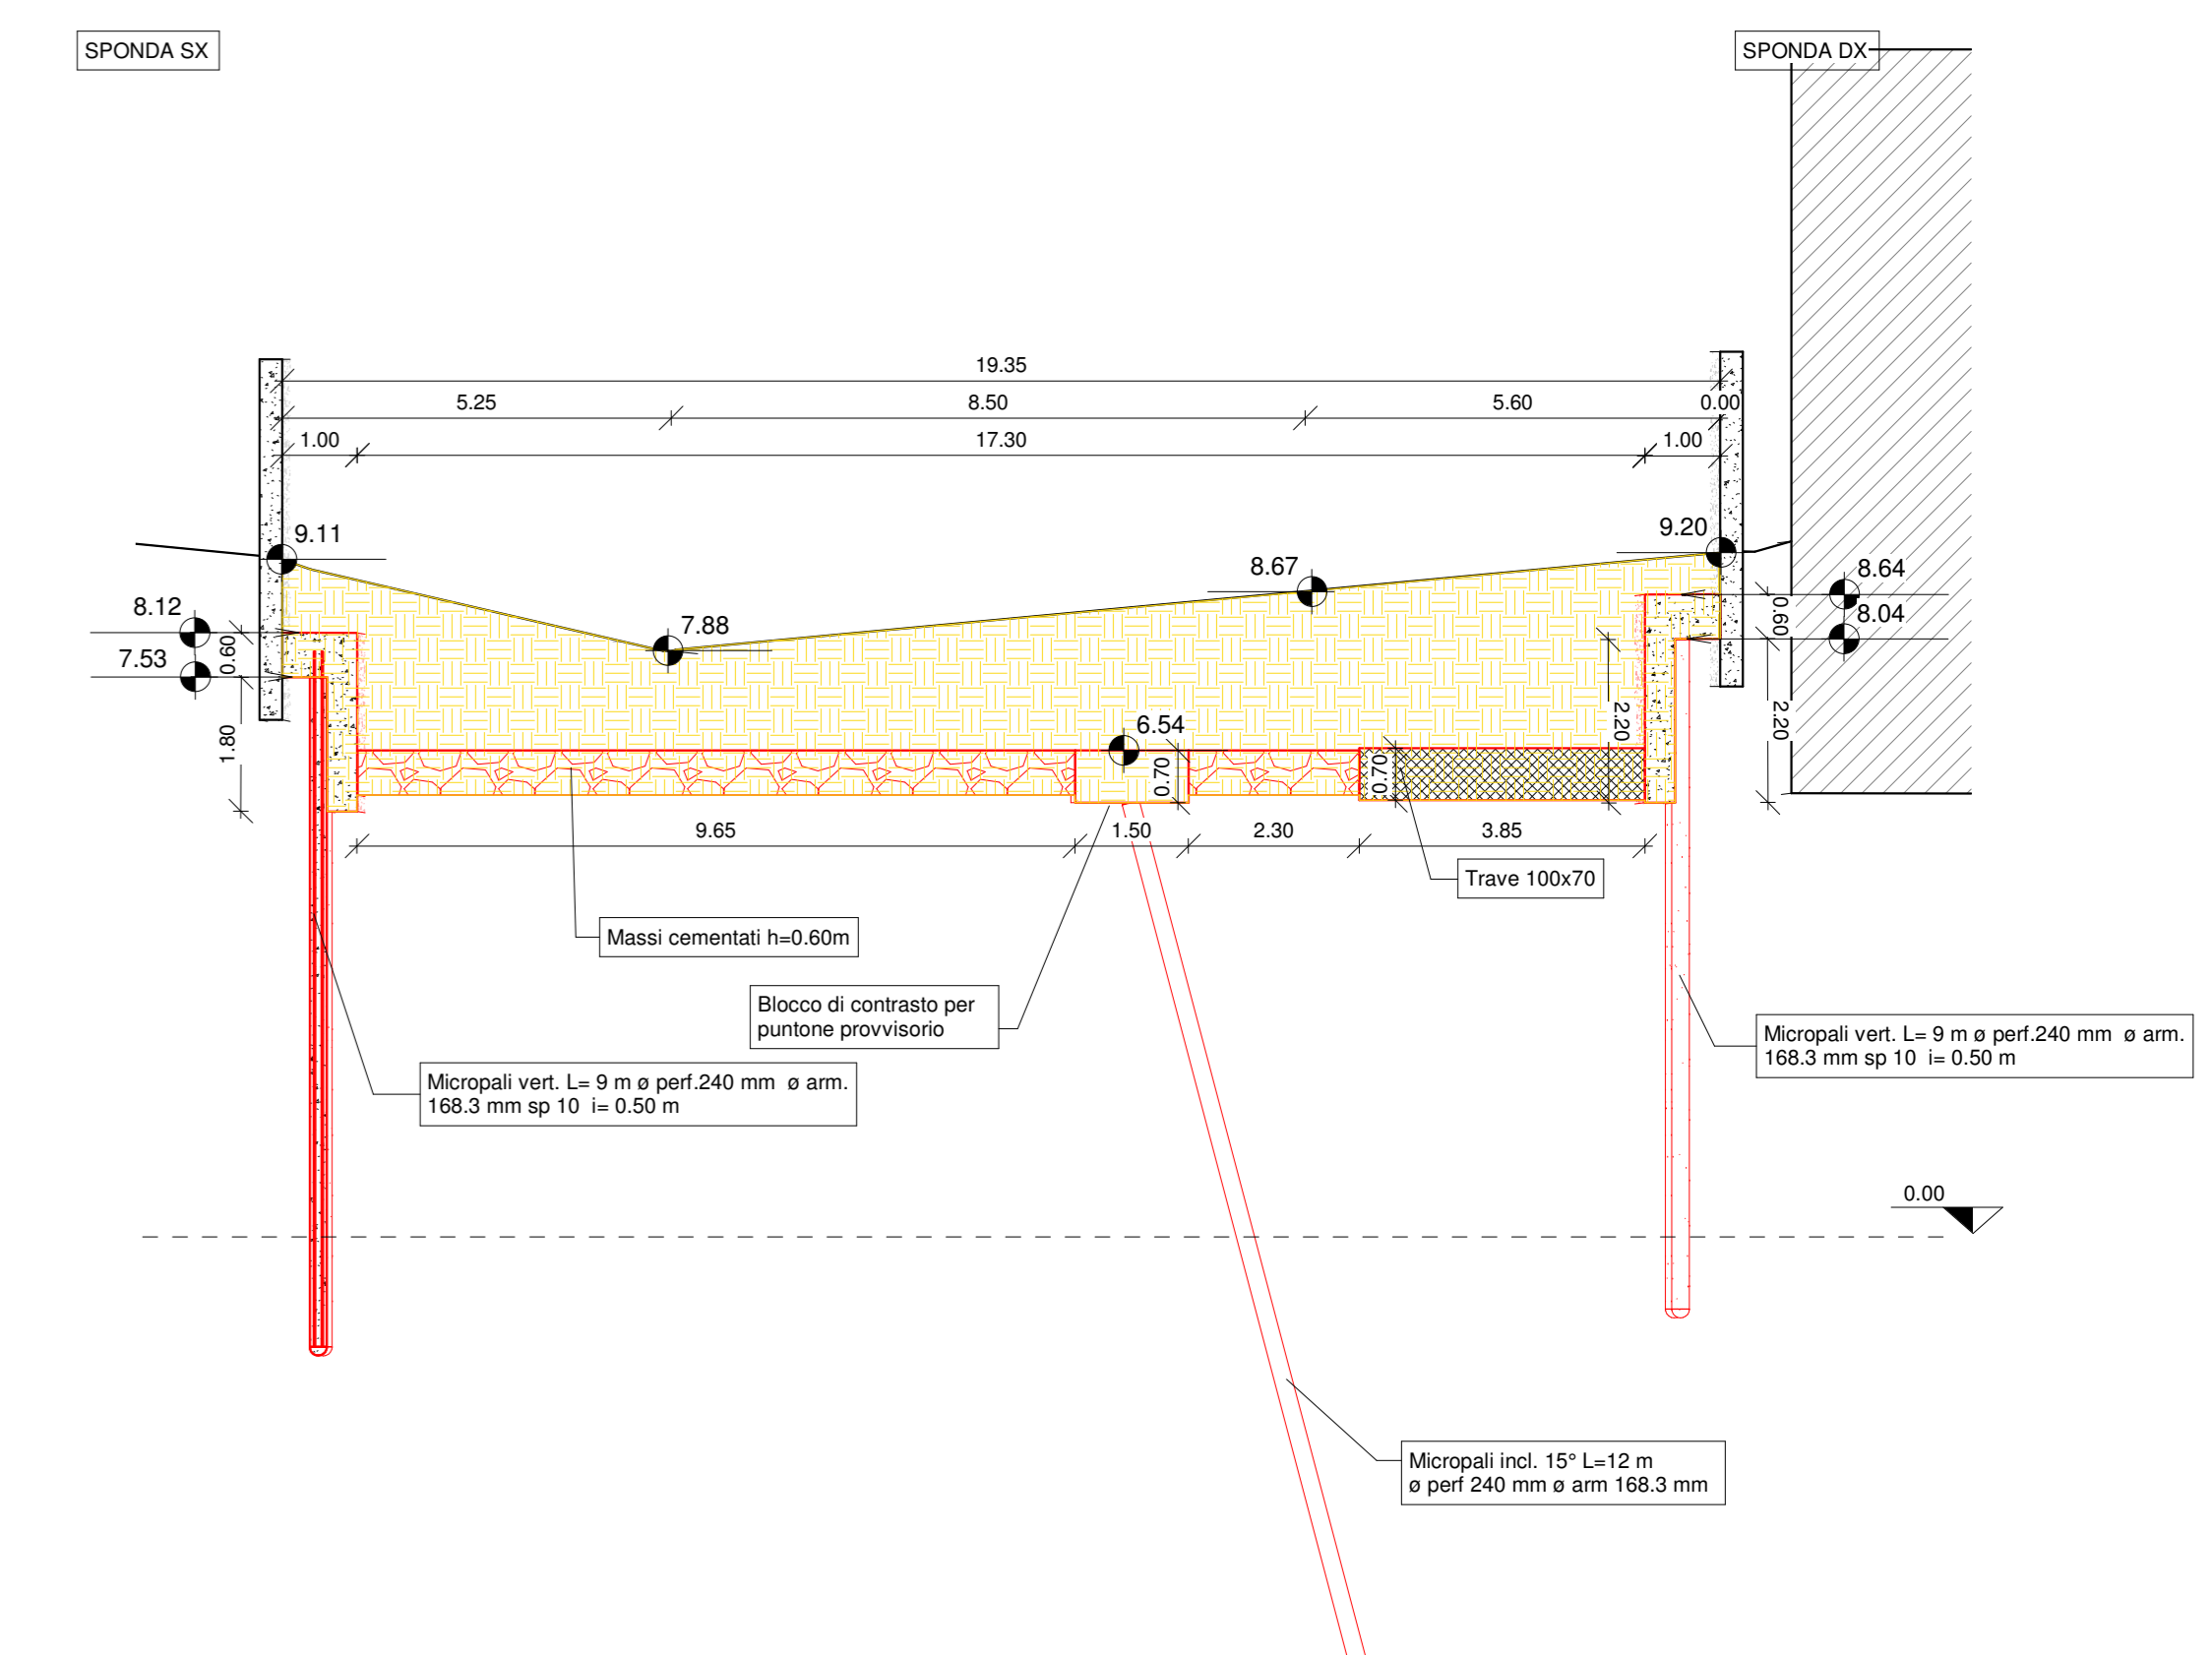 SPONDA SX
SPONDA DX
19.35
5.25
8.50
5.60
0.00
1.00
17.30
1.00
9.11
9.20
8.67
8.64
8.12
0.60
7.88
0.60
8.04
7.53
1.80
6.54
0.70
0.70
2.20
2.20
9.65
1.50
2.30
3.85
Trave 100x70
Massi cementati h=0.60m
Blocco di contrasto per
puntone provvisorio
Micropali vert. L= 9 m ø perf.240 mm ø arm.
168.3 mm sp 10 i= 0.50 m
Micropali vert. L= 9 m ø perf.240 mm ø arm.
168.3 mm sp 10 i= 0.50 m
0.00
Micropali incl. 15° L=12 m
ø perf 240 mm ø arm 168.3 mm